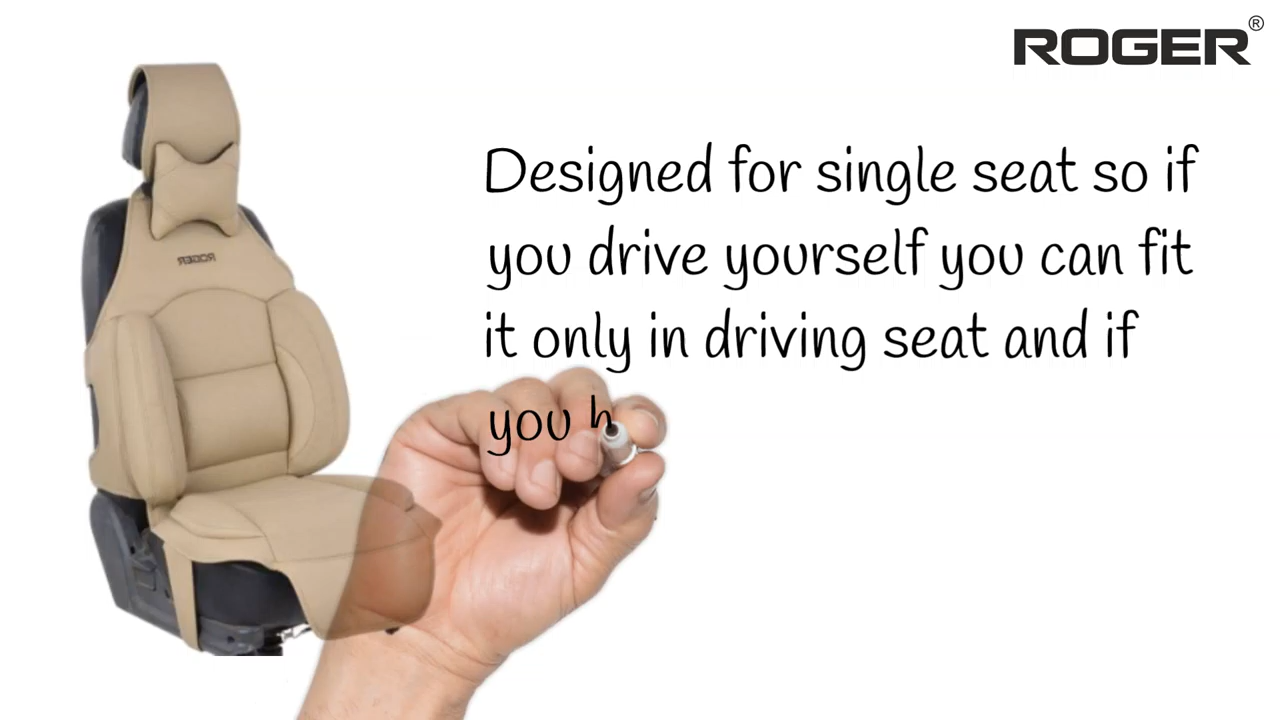 ROGER®
Designed for single seat so if
you drive yourself you can fit
it only in driving seat and if
you h
ROGER